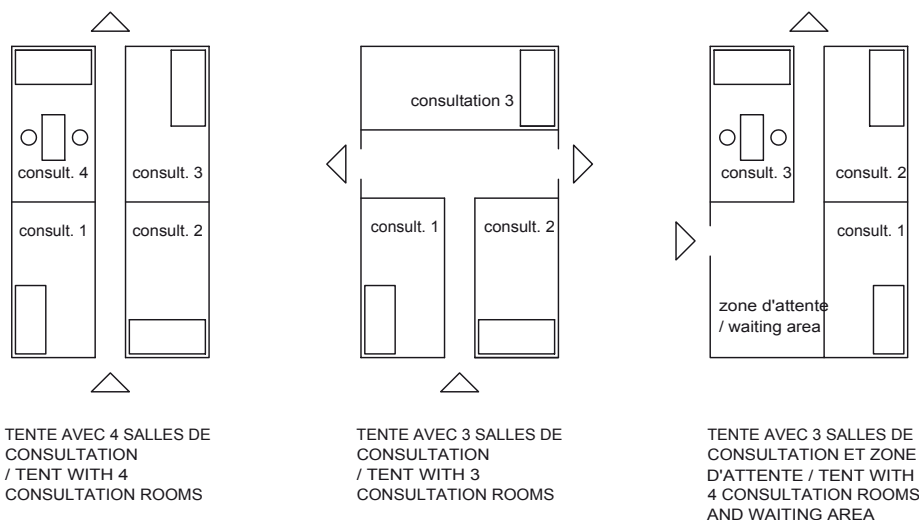 consult. 4
consult. 3
consult. 1
consult. 2
TENTE AVEC 4 SALLES DE
CONSULTATION
/ TENT WITH 4
CONSULTATION ROOMS
consultation 3
consult. 1
consult. 2
TENTE AVEC 3 SALLES DE
CONSULTATION
/ TENT WITH 3
CONSULTATION ROOMS
consult. 3
consult. 2
consult. 1
zone d'attente
/ waiting area
TENTE AVEC 3 SALLES DE
CONSULTATION ET ZONE
D'ATTENTE / TENT WITH
4 CONSULTATION ROOMS
AND WAITING AREA